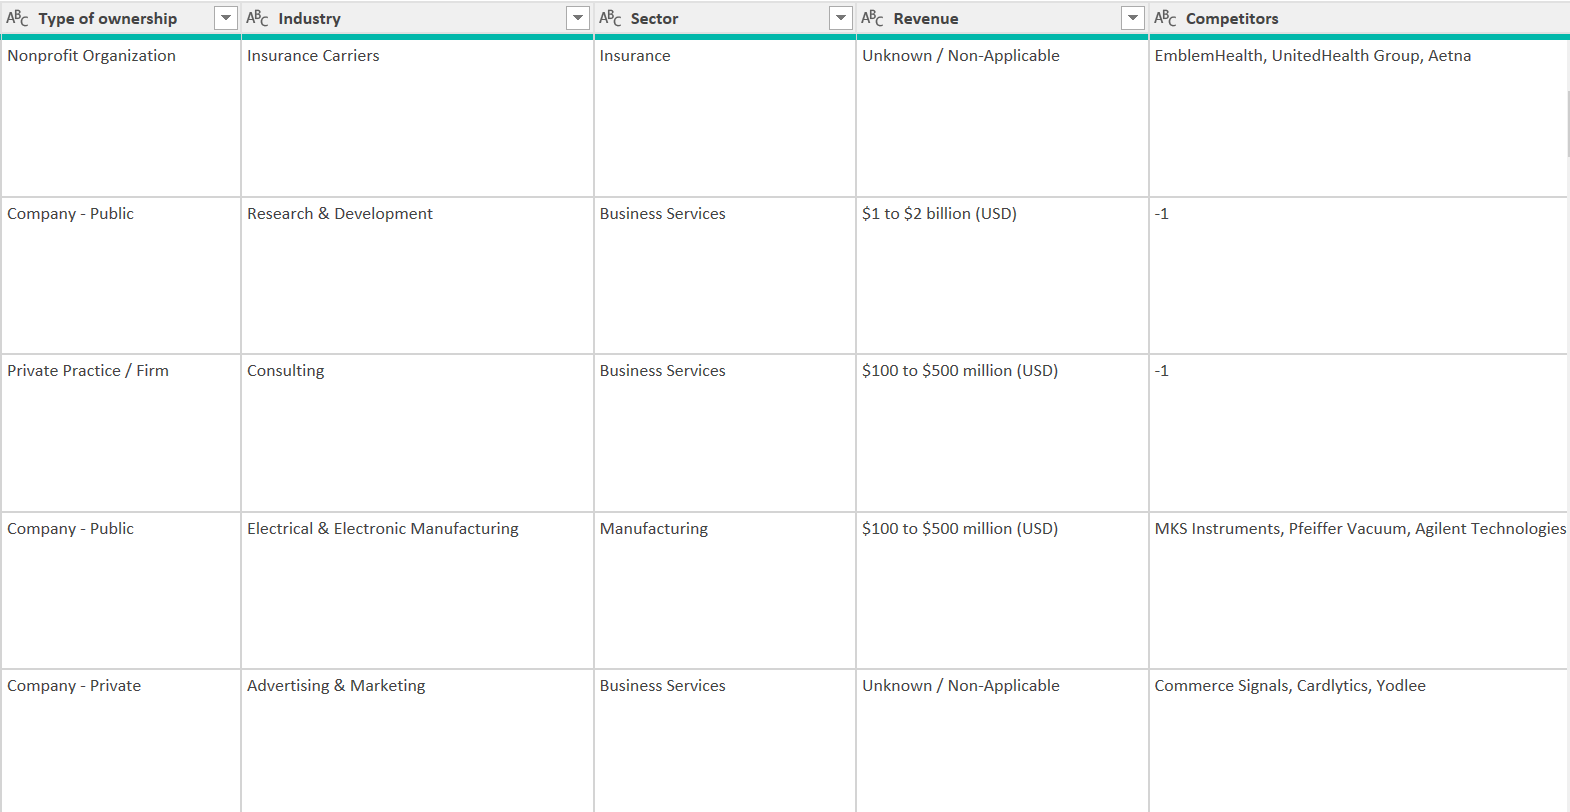 ABC Type of ownership ABC Industry ABC Sector ABC Revenue ABC Competitors
Nonprofit Organization Insurance Carriers Insurance Unknown / Non-Applicable EmblemHealth, UnitedHealth Group, Aetna
Company - Public Research & Development Business Services $1 to $2 billion (USD) -1
Private Practice / Firm Consulting Business Services $100 to $500 million (USD) -1
Company - Public Electrical & Electronic Manufacturing Manufacturing $100 to $500 million (USD) MKS Instruments, Pfeiffer Vacuum, Agilent Technologies
Company - Private Advertising & Marketing Business Services Unknown / Non-Applicable Commerce Signals, Cardlytics, Yodlee